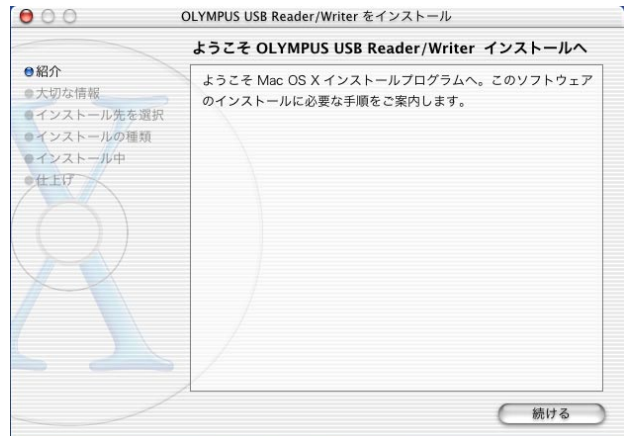 OLYMPUS USB Reader/Writer をインストール
ようこそ OLYMPUS USB Reader/Writer インストールへ
紹介
大切な情報
インストール先を選択
インストールの種類
インストール中
仕上げ
ようこそ Mac OS X インストールプログラムへ。このソフトウェア
のインストールに必要な手順をご案内します。
続ける